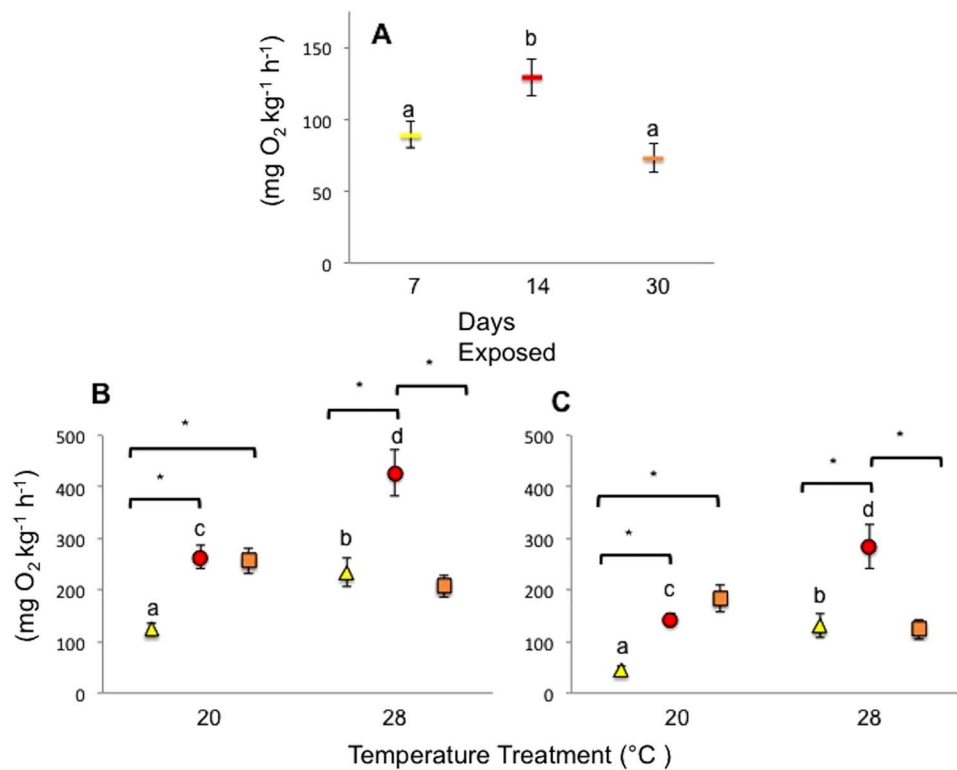 A
(mg O2 kg-1 h-1)
150
100
50
0
a
b
a
7 14 30
Days
Exposed
B
(mg O2 kg-1 h-1)
500
400
300
200
100
0
*
*
*
*
a
c
b
d
20 28
C
500
400
300
200
100
0
*
*
*
*
a
c
b
d
20 28
Temperature Treatment (°C )